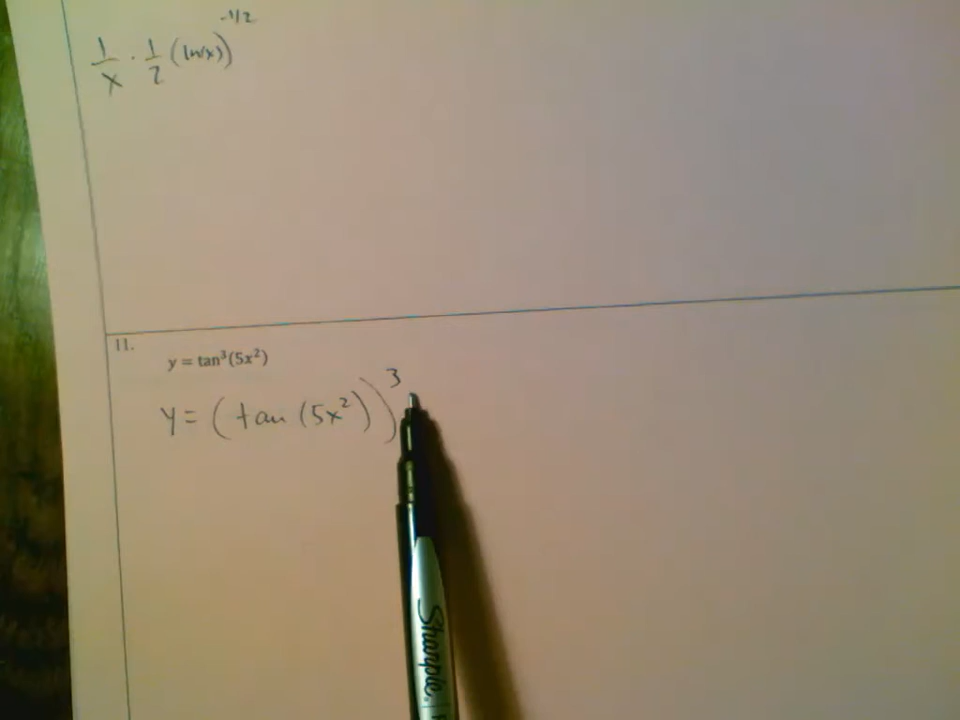 1/x · 1/2 (ln(x))^-1/2
11.
y = tan³(5x²)
y = (tan (5x²))³
Sharpie